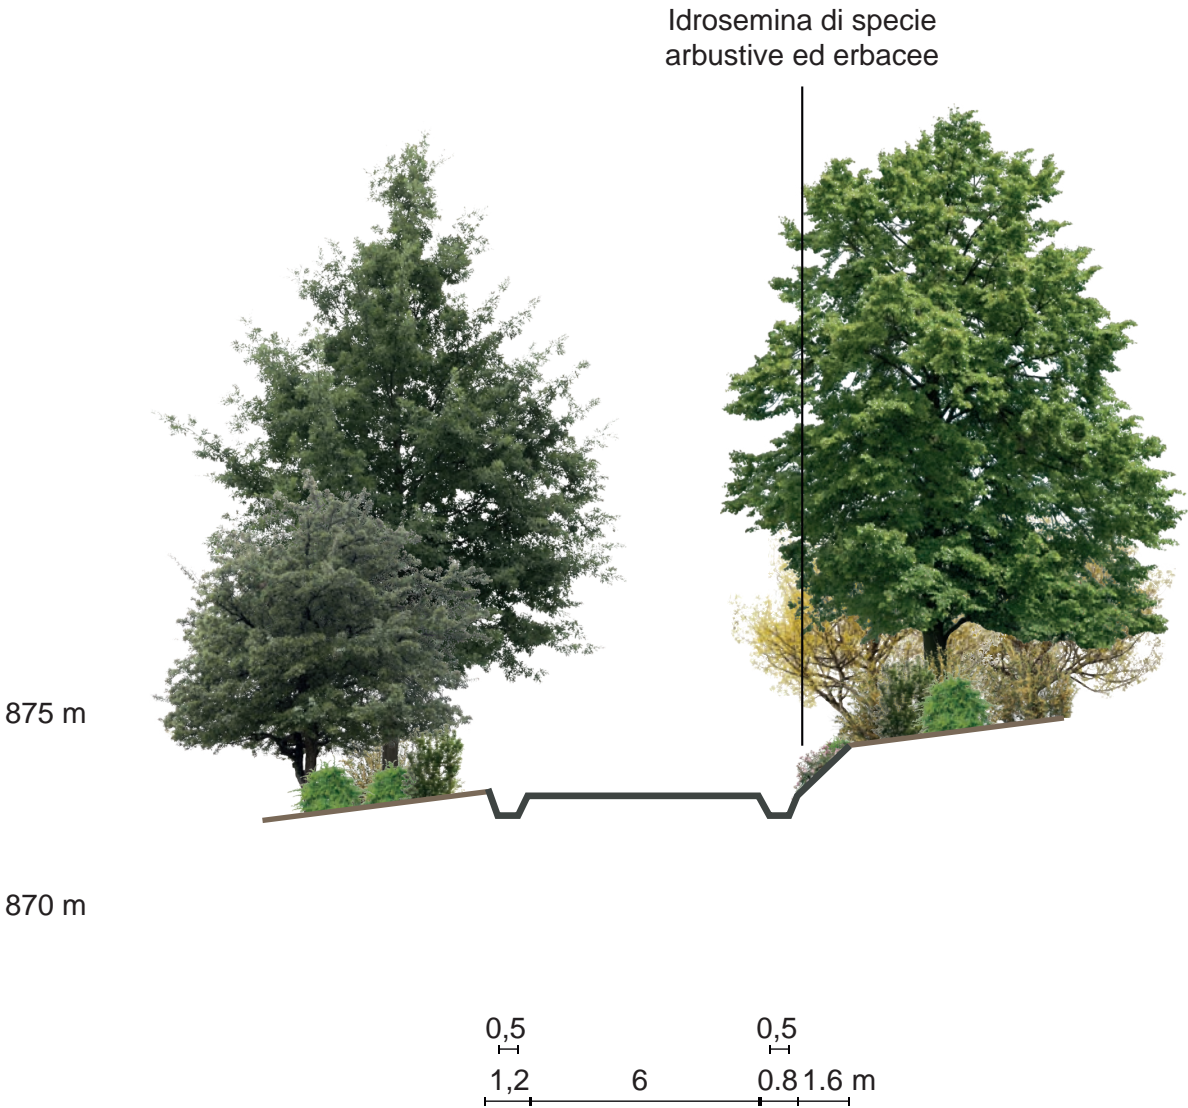 Idrosemina di specie
arbustive ed erbacee
875 m
870 m
0,5 0,5
1,2 6 0.8 1.6 m